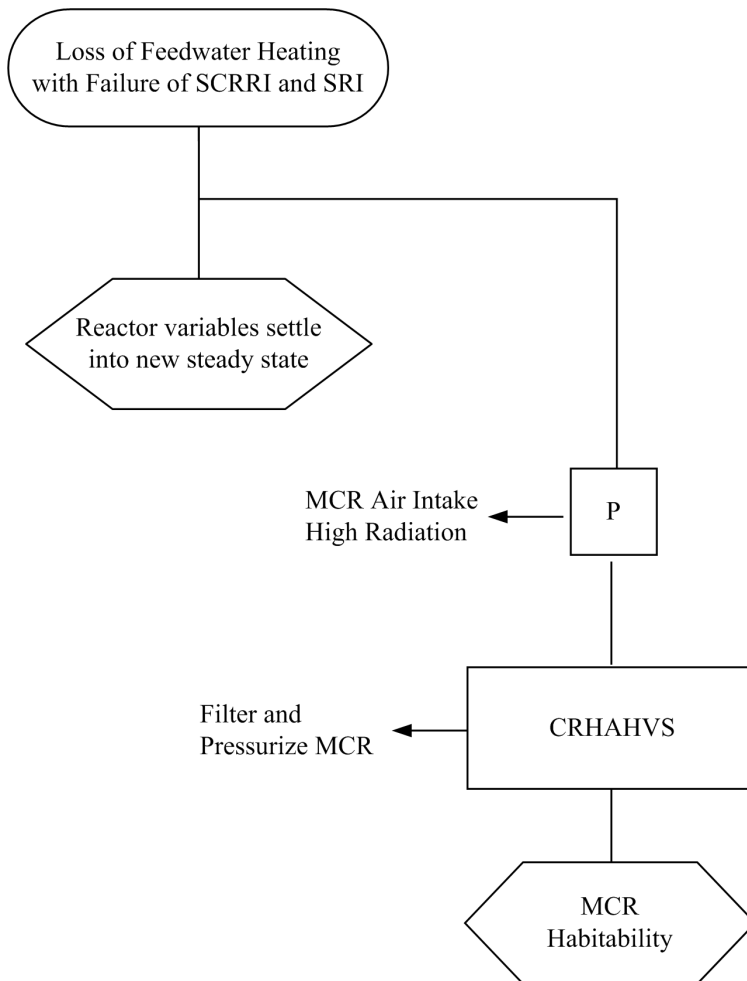 Loss of Feedwater Heating
with Failure of SCRRI and SRI
Reactor variables settle
into new steady state
MCR Air Intake
High Radiation
P
Filter and
Pressurize MCR
CRHAHVS
MCR
Habitability